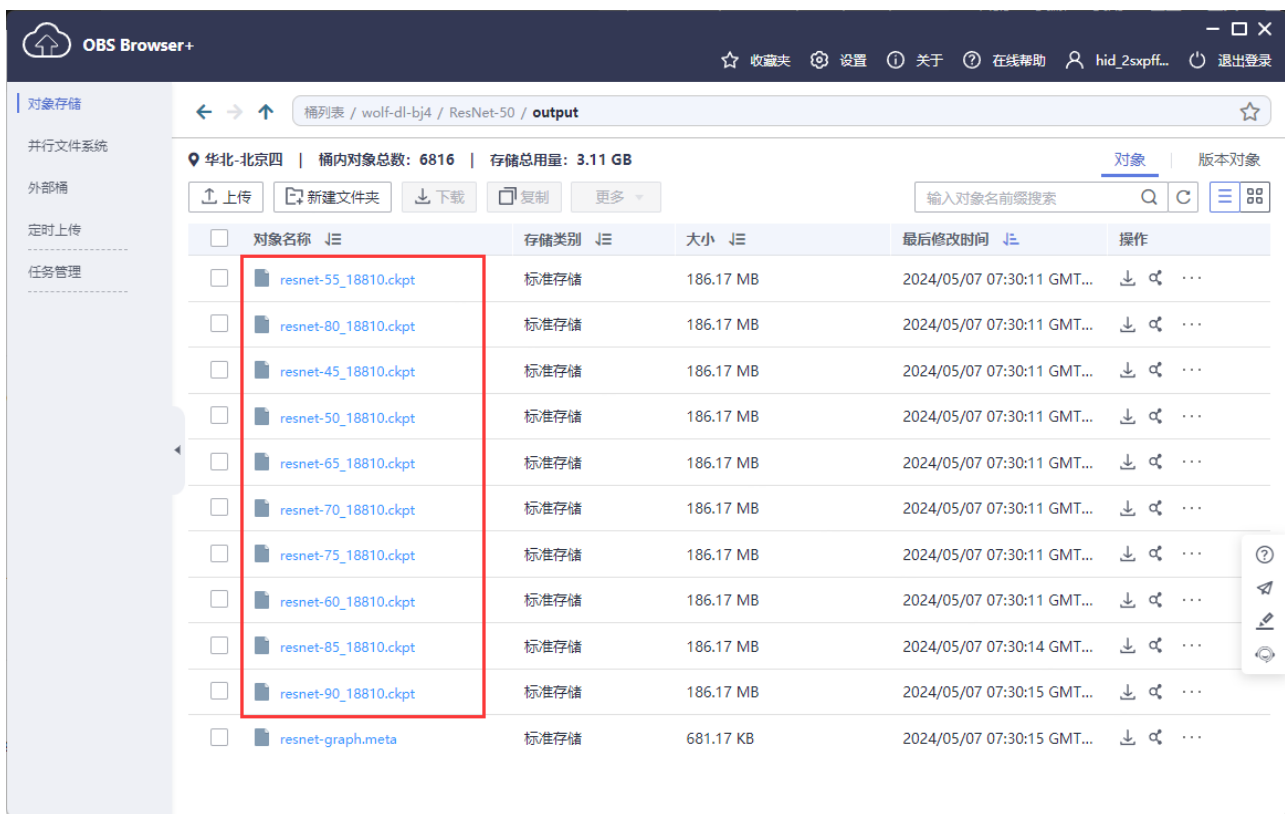 OBS Browser+
收藏夹 设置 关于 在线帮助 hid_2sxpff... 退出登录
对象存储
并行文件系统
外部桶
定时上传
任务管理
桶列表 / wolf-dl-bj4 / ResNet-50 / output
华北-北京四 | 桶内对象总数：6816 | 存储总用量：3.11 GB
对象 | 版本对象
上传 新建文件夹 下载 复制 更多 输入对象名前缀搜索
对象名称 存储类别 大小 最后修改时间 操作
resnet-55_18810.ckpt 标准存储 186.17 MB 2024/05/07 07:30:11 GMT... ...
resnet-80_18810.ckpt 标准存储 186.17 MB 2024/05/07 07:30:11 GMT... ...
resnet-45_18810.ckpt 标准存储 186.17 MB 2024/05/07 07:30:11 GMT... ...
resnet-50_18810.ckpt 标准存储 186.17 MB 2024/05/07 07:30:11 GMT... ...
resnet-65_18810.ckpt 标准存储 186.17 MB 2024/05/07 07:30:11 GMT... ...
resnet-70_18810.ckpt 标准存储 186.17 MB 2024/05/07 07:30:11 GMT... ...
resnet-75_18810.ckpt 标准存储 186.17 MB 2024/05/07 07:30:11 GMT... ...
resnet-60_18810.ckpt 标准存储 186.17 MB 2024/05/07 07:30:11 GMT... ...
resnet-85_18810.ckpt 标准存储 186.17 MB 2024/05/07 07:30:14 GMT... ...
resnet-90_18810.ckpt 标准存储 186.17 MB 2024/05/07 07:30:15 GMT... ...
resnet-graph.meta 标准存储 681.17 KB 2024/05/07 07:30:15 GMT... ...